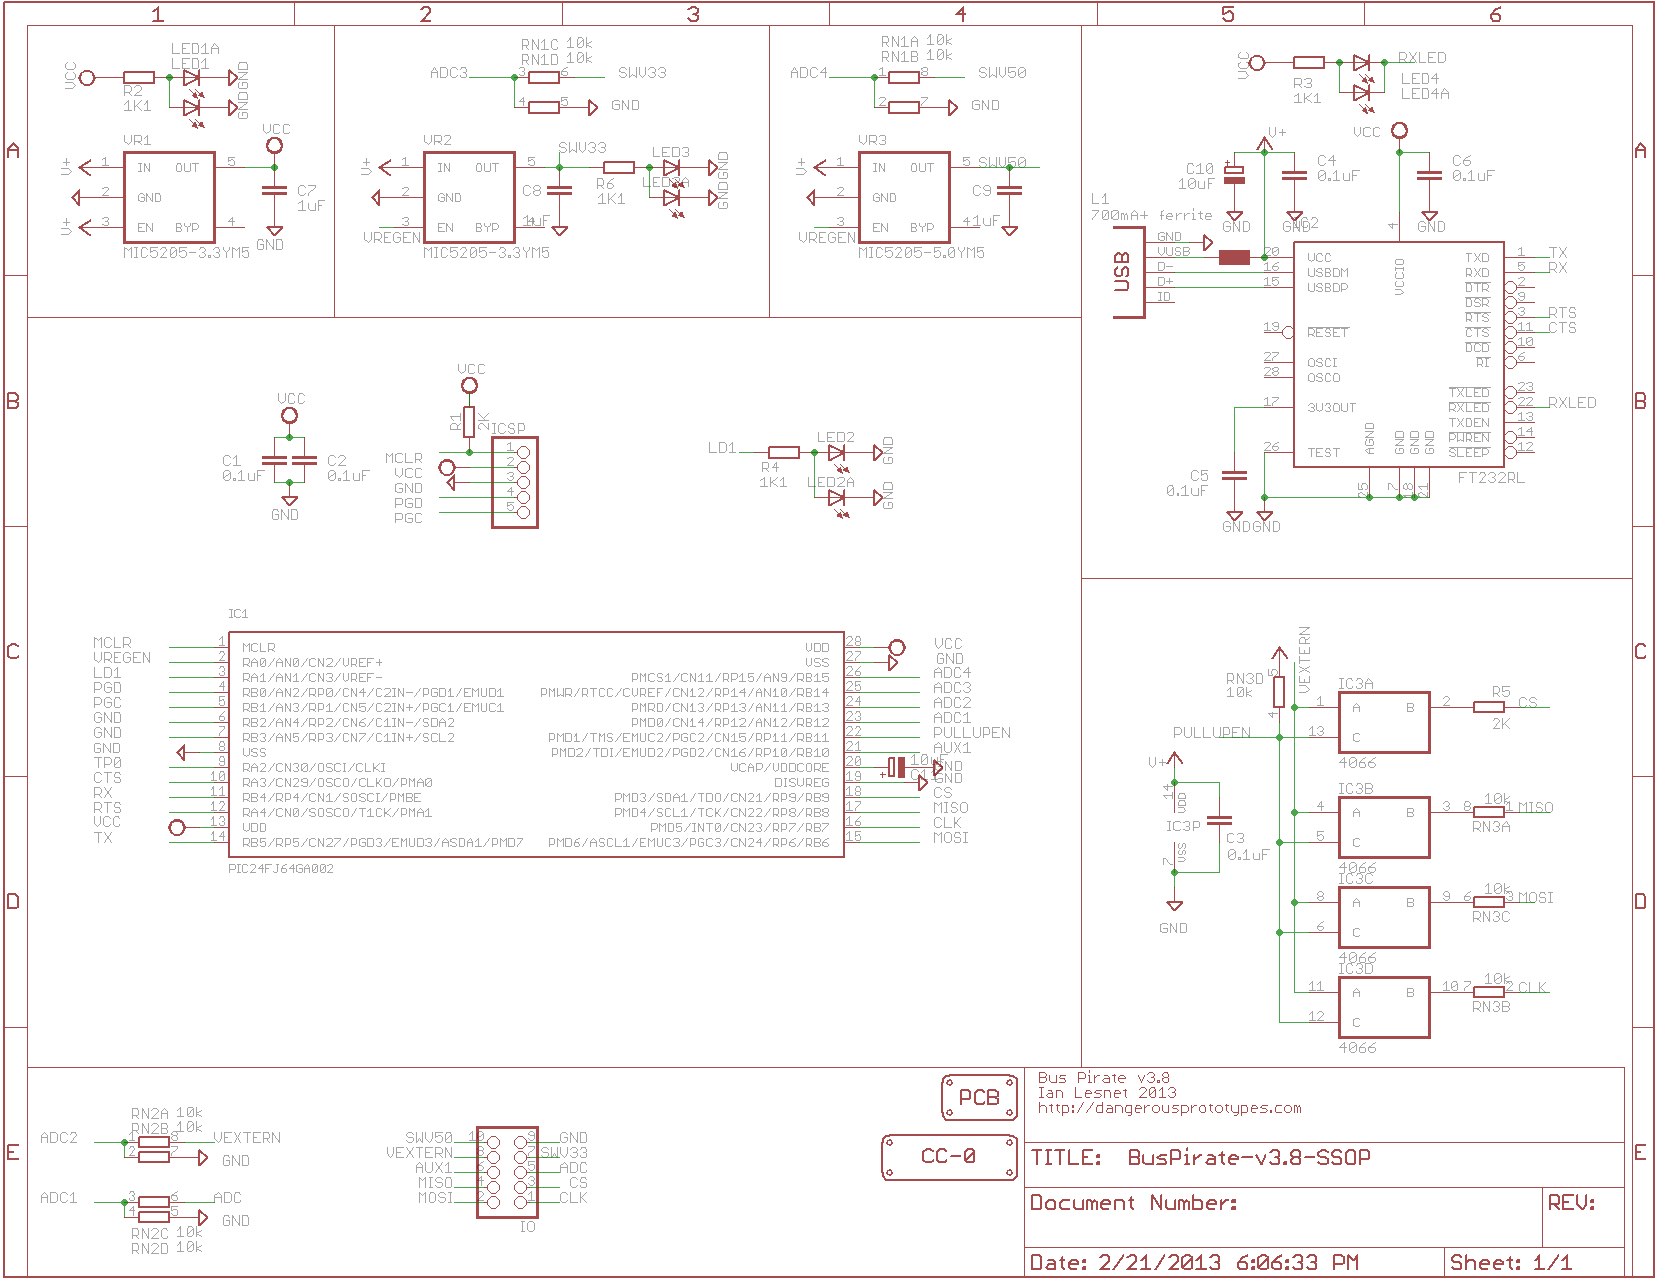 1 2 3 4 5 6
A
B
C
D
E
A
B
C
D
E
LED1A
LED1
VCC
R2
1K1
GND
GND
VR1
VCC
V+ 1 IN OUT 5
2 GND
V+ 3 EN BYP 4
C7
1uF
GND
MIC5205-3.3YM5
RN1C 10k
RN1D 10k
ADC3 3 6 SWV33
4 5 GND
VR2
SWV33
V+ 1 IN OUT 5
2 GND
3 EN BYP 4
VREGEN
C8
1uF
R6
1K1
LED3
LED3A
GND
GND
MIC5205-3.3YM5
RN1A 10k
RN1B 10k
ADC4 1 8 SWV50
2 7 GND
VR3
V+ 1 IN OUT 5 SWV50
2 GND
3 EN BYP 4
VREGEN
C9
1uF
MIC5205-5.0YM5
VCC
R3
1K1
RXLED
LED4
LED4A
V+
VCC
C10
10uF
C4
0.1uF
C6
0.1uF
GND
GND
GND
L1
700mA+ ferrite
IC2
USB
GND
VUSB
D-
D+
ID
4
VCCIO
20 VCC
16 USBDM
15 USBDP
19 RESET
27 OSCI
28 OSCO
17 3V3OUT
26 TEST
TXD 1 TX
RXD 5 RX
DTR 2
DSR 9
RTS 3 RTS
CTS 11 CTS
DCD 10
RI 6
TXLED 23
RXLED 22 RXLED
TXDEN 13
PWREN 14
SLEEP 12
AGND GND GND GND
25 7 18 21
FT232RL
C5
0.1uF
GND
GND
VCC
C1
0.1uF
C2
0.1uF
GND
VCC
R1
2K
ICSP
MCLR 1
VCC 2
GND 3
PGD 4
PGC 5
LD1
R4
1K1
LED2
LED2A
GND
GND
IC1
MCLR 1 MCLR
VREGEN 2 RA0/AN0/CN2/VREF+
LD1 3 RA1/AN1/CN3/VREF-
PGD 4 RB0/AN2/RP0/CN4/C2IN-/PGD1/EMUD1
PGC 5 RB1/AN3/RP1/CN5/C2IN+/PGC1/EMUC1
GND 6 RB2/AN4/RP2/CN6/C1IN-/SDA2
GND 7 RB3/AN5/RP3/CN7/C1IN+/SCL2
GND 8 VSS
TP0 9 RA2/CN30/OSCI/CLKI
CTS 10 RA3/CN29/OSCO/CLKO/PMA0
RX 11 RB4/RP4/CN1/SOSCI/PMBE
RTS 12 RA4/CN0/SOSCO/T1CK/PMA1
VCC 13 VDD
TX 14 RB5/RP5/CN27/PGD3/EMUD3/ASDA1/PMD7
VDD 28 VCC
VSS 27 GND
PMCS1/CN11/RP15/AN9/RB15 26 ADC4
PMWR/RTCC/CVREF/CN12/RP14/AN10/RB14 25 ADC3
PMRD/CN13/RP13/AN11/RB13 24 ADC2
PMD0/CN14/RP12/AN12/RB12 23 ADC1
PMD1/TMS/EMUC2/PGC2/CN15/RP11/RB11 22 PULLUPEN
PMD2/TDI/EMUD2/PGD2/CN16/RP10/RB10 21 AUX1
VCAP/VDDCORE 20 10uF GND
DISVREG 19 GND
PMD3/SDA1/TDO/CN21/RP9/RB9 18 CS
PMD4/SCL1/TCK/CN22/RP8/RB8 17 MISO
PMD5/INT0/CN23/RP7/RB7 16 CLK
PMD6/ASCL1/EMUC3/PGC3/CN24/RP6/RB6 15 MOSI
PIC24FJ64GA002
RN3D
10k
5
4
VEXTERN
PULLUPEN
V+
14
VDD
IC3P
VSS
7
C3
0.1uF
GND
IC3A
1 A B 2
13 C
4066
R5
2K
CS
IC3B
4 A B 3
5 C
4066
8 10k 1 MISO
RN3A
IC3C
8 A B 9
6 C
4066
6 10k 3 MOSI
RN3C
IC3D
11 A B 10
12 C
4066
7 10k 2 CLK
RN3B
RN2A 10k
RN2B 10k
ADC2 1 8 VEXTERN
2 7 GND
ADC1 3 6 ADC
4 5 GND
RN2C 10k
RN2D 10k
SWV50 10 9 GND
VEXTERN 8 7 SWV33
AUX1 6 5 ADC
MISO 4 3 CS
MOSI 2 1 CLK
IO
PCB
CC-0
Bus Pirate v3.8
Ian Lesnet 2013
http://dangerousprototypes.com
TITLE: BusPirate-v3.8-SSOP
Document Number:
REV:
Date: 2/21/2013 6:06:33 PM
Sheet: 1/1